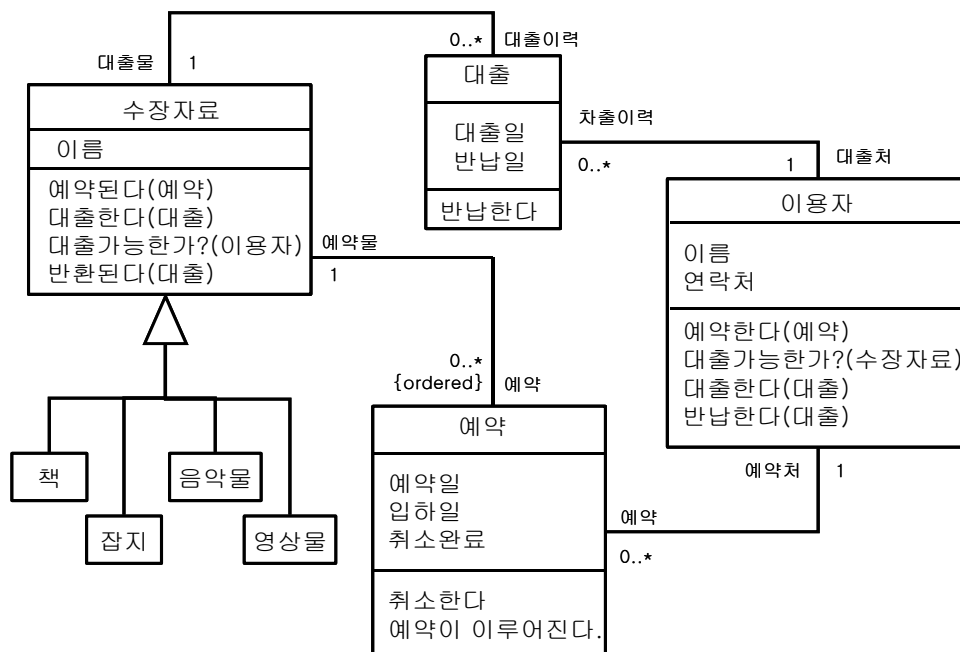 0..* 대출이력
대출물 1
대출
대출일
반납일
반납한다
수장자료
이름
예약된다(예약)
대출한다(대출)
대출가능한가?(이용자)
반환된다(대출)
차출이력
0..*
1 대출처
이용자
이름
연락처
예약한다(예약)
대출가능한가?(수장자료)
대출한다(대출)
반납한다(대출)
예약물
1
0..*
{ordered} 예약
예약
예약일
입하일
취소완료
취소한다
예약이 이루어진다.
예약처 1
예약
0..*
책
음악물
잡지
영상물